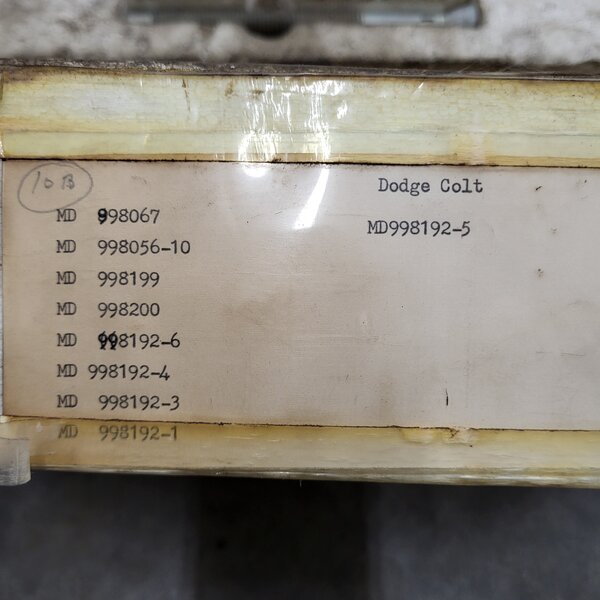 10 B
Dodge Colt
MD 998067
MD998192-5
MD 998056-10
MD 998199
MD 998200
MD 998192-6
MD 998192-4
MD 998192-3
MD 998192-1